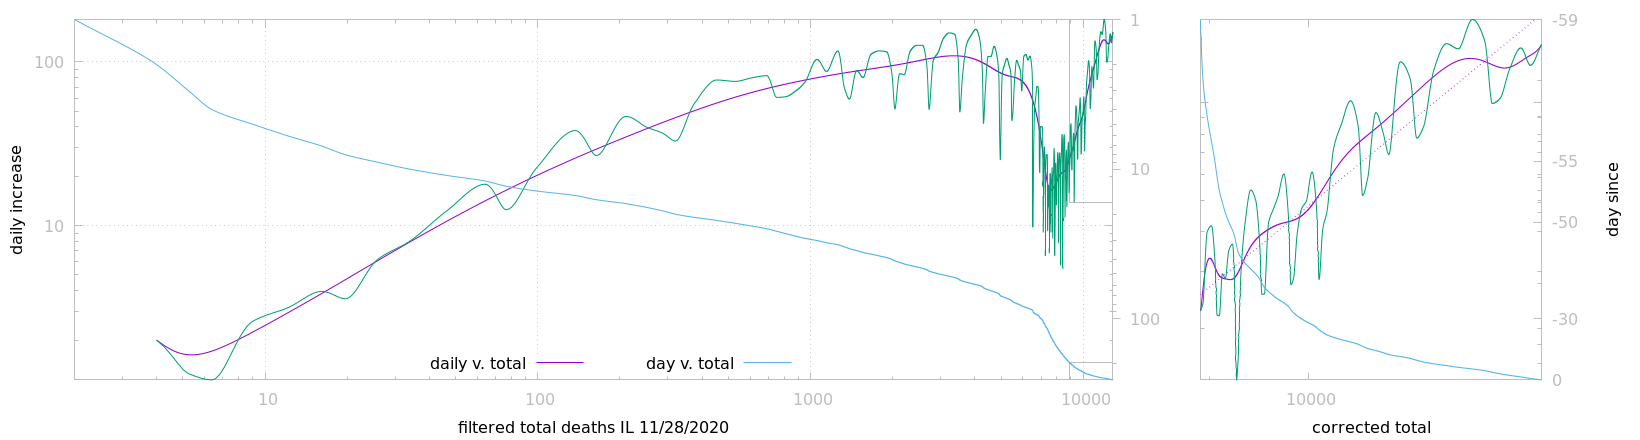 daily increase
100
10
1
10
100
daily v. total
day v. total
10
100
1000
10000
filtered total deaths IL 11/28/2020
-59
-55
-50
-30
0
day since
10000
corrected total